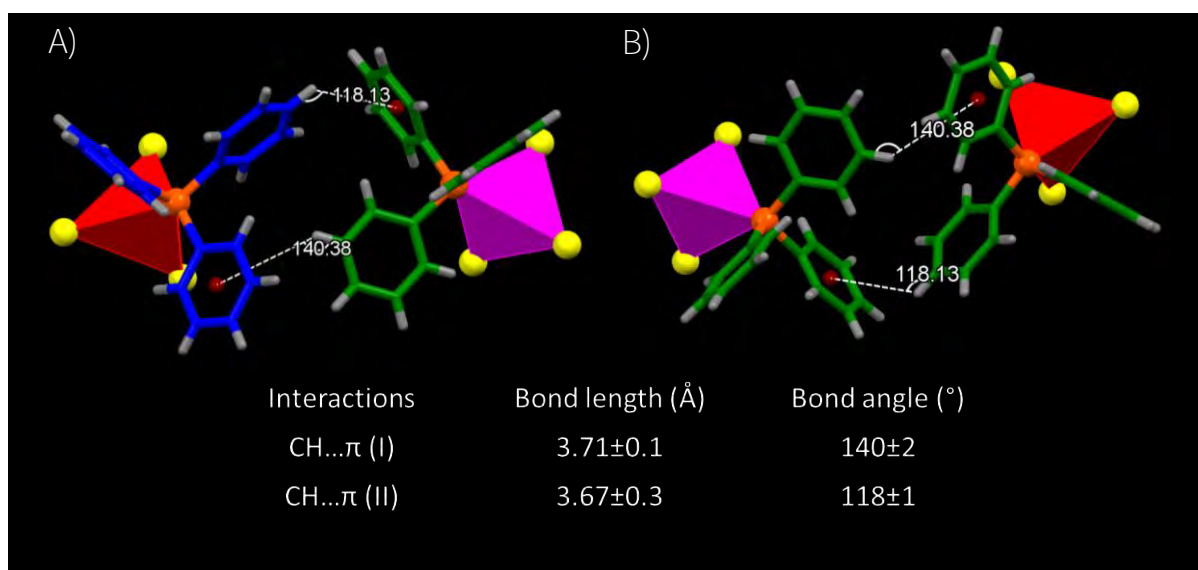 A)
B)
118.13
140.38
140.38
118.13
Interactions Bond length (Å) Bond angle (°)
CH...π (I) 3.71±0.1 140±2
CH...π (II) 3.67±0.3 118±1